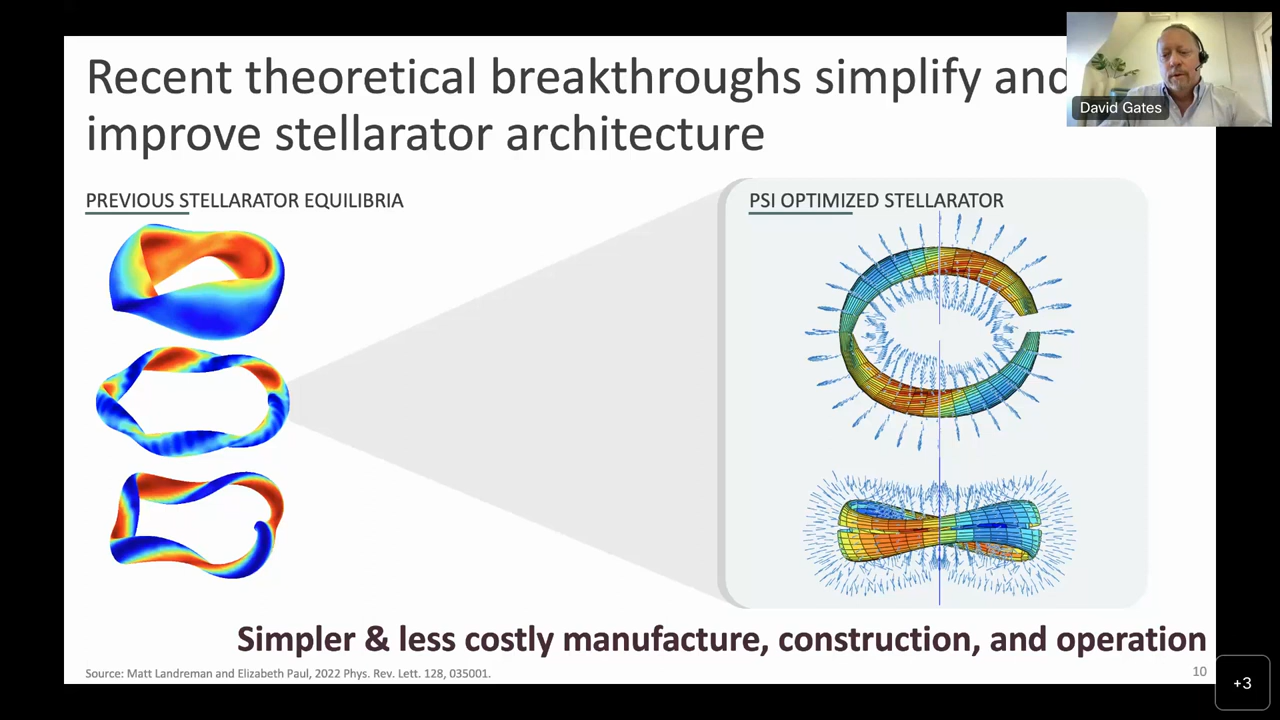 Recent theoretical breakthroughs simplify and
improve stellarator architecture
David Gates
PREVIOUS STELLARATOR EQUILIBRIA
PSI OPTIMIZED STELLARATOR
Simpler & less costly manufacture, construction, and operation
Source: Matt Landreman and Elizabeth Paul, 2022 Phys. Rev. Lett. 128, 035001.
10
+3